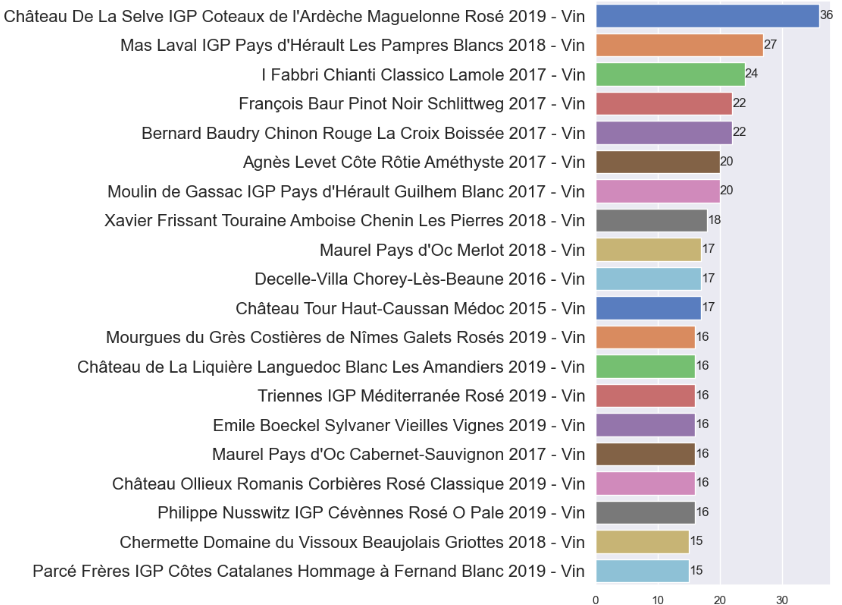 Château De La Selve IGP Coteaux de l'Ardèche Maguelonne Rosé 2019 - Vin 36
Mas Laval IGP Pays d'Hérault Les Pampres Blancs 2018 - Vin 27
I Fabbri Chianti Classico Lamole 2017 - Vin 24
François Baur Pinot Noir Schlittweg 2017 - Vin 22
Bernard Baudry Chinon Rouge La Croix Boissée 2017 - Vin 22
Agnès Levet Côte Rôtie Améthyste 2017 - Vin 20
Moulin de Gassac IGP Pays d'Hérault Guilhem Blanc 2017 - Vin 20
Xavier Frissant Touraine Amboise Chenin Les Pierres 2018 - Vin 18
Maurel Pays d'Oc Merlot 2018 - Vin 17
Decelle-Villa Chorey-Lès-Beaune 2016 - Vin 17
Château Tour Haut-Caussan Médoc 2015 - Vin 17
Mourgues du Grès Costières de Nîmes Galets Rosés 2019 - Vin 16
Château de La Liquière Languedoc Blanc Les Amandiers 2019 - Vin 16
Triennes IGP Méditerranée Rosé 2019 - Vin 16
Emile Boeckel Sylvaner Vieilles Vignes 2019 - Vin 16
Maurel Pays d'Oc Cabernet-Sauvignon 2017 - Vin 16
Château Ollieux Romanis Corbières Rosé Classique 2019 - Vin 16
Philippe Nusswitz IGP Cévènnes Rosé O Pale 2019 - Vin 16
Chermette Domaine du Vissoux Beaujolais Griottes 2018 - Vin 15
Parcé Frères IGP Côtes Catalanes Hommage à Fernand Blanc 2019 - Vin 15
0 10 20 30